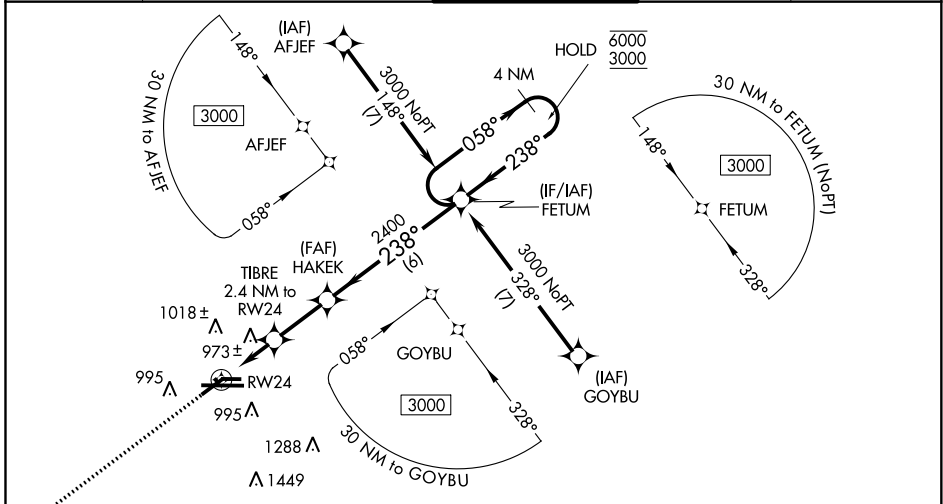 (IAF)
AFJEF
148°
3000
AFJEF
058°
30 NM to AFJEF
3000 NoPT
148°
(7)
4 NM
HOLD
6000
3000
058°
238°
(IF/IAF)
FETUM
30 NM to FETUM (NoPT)
148°
3000
FETUM
328°
2400
238°
(6)
(FAF)
HAKEK
TIBRE
2.4 NM to
RW24
1018 ±
973 ±
995
RW24
995
1288
1449
3000 NoPT
328°
(7)
(IAF)
GOYBU
058°
GOYBU
3000
328°
30 NM to GOYBU